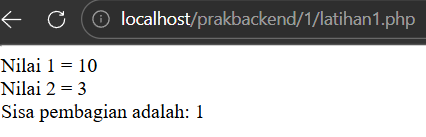 localhost/prakbackend/1/latihan1.php
Nilai 1 = 10
Nilai 2 = 3
Sisa pembagian adalah: 1